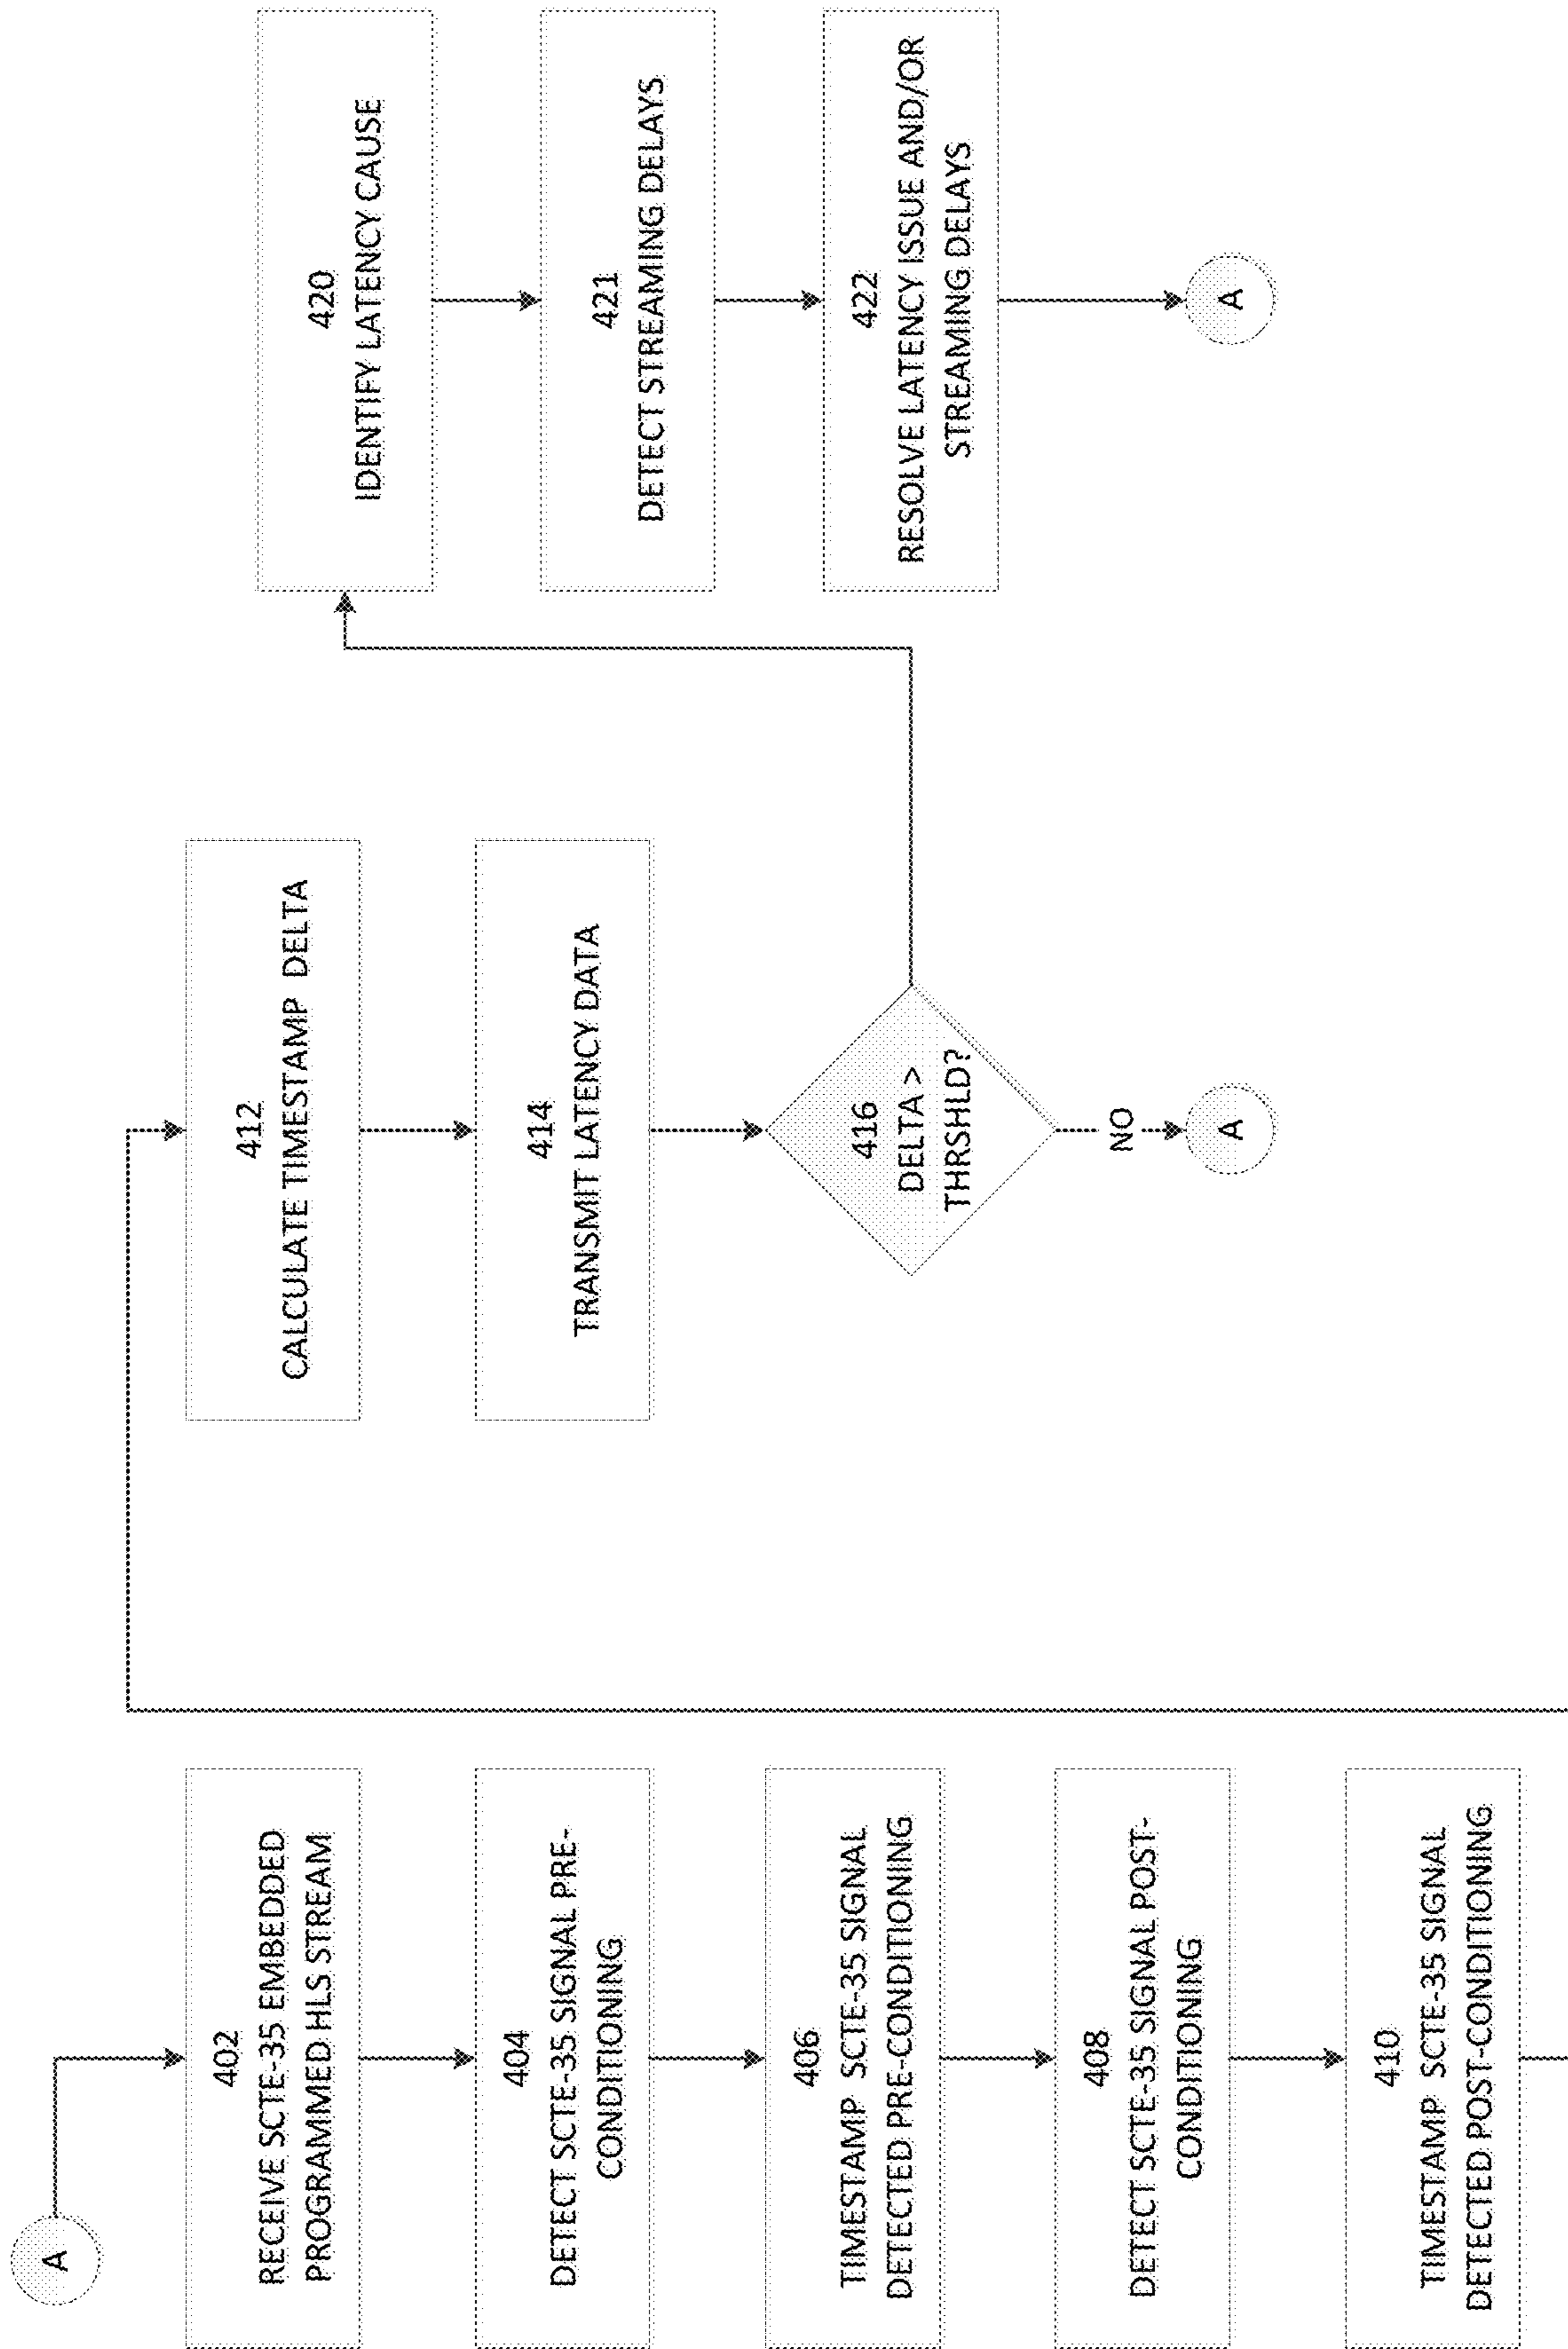 A
402
RECEIVE SCTE-35 EMBEDDED
PROGRAMMED HLS STREAM
404
DETECT SCTE-35 SIGNAL PRE-
CONDITIONING
406
TIMESTAMP SCTE-35 SIGNAL
DETECTED PRE-CONDITIONING
408
DETECT SCTE-35 SIGNAL POST-
CONDITIONING
410
TIMESTAMP SCTE-35 SIGNAL
DETECTED POST-CONDITIONING
412
CALCULATE TIMESTAMP DELTA
414
TRANSMIT LATENCY DATA
416
DELTA >
THRSHLD?
NO
A
420
IDENTIFY LATENCY CAUSE
421
DETECT STREAMING DELAYS
422
RESOLVE LATENCY ISSUE AND/OR
STREAMING DELAYS
A